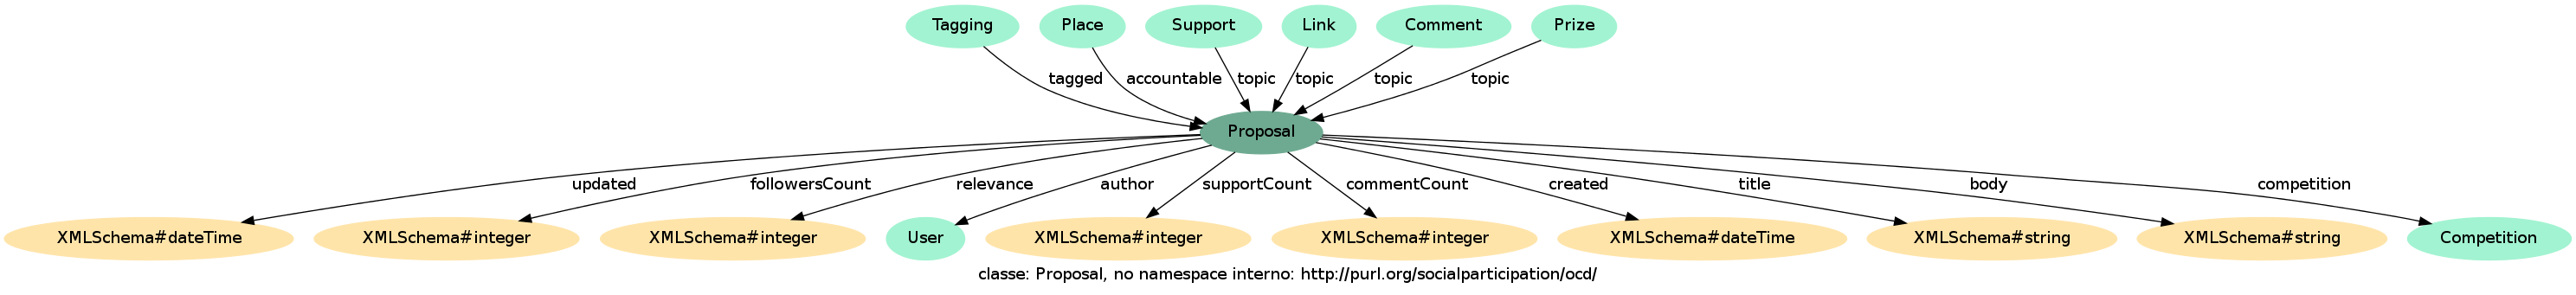 Tagging Place Support Link Comment Prize
tagged accountable topic topic topic topic
Proposal
updated followersCount relevance author supportCount commentCount created title body competition
XMLSchema#dateTime XMLSchema#integer XMLSchema#integer User XMLSchema#integer XMLSchema#integer XMLSchema#dateTime XMLSchema#string XMLSchema#string Competition
classe: Proposal, no namespace interno: http://purl.org/socialparticipation/ocd/